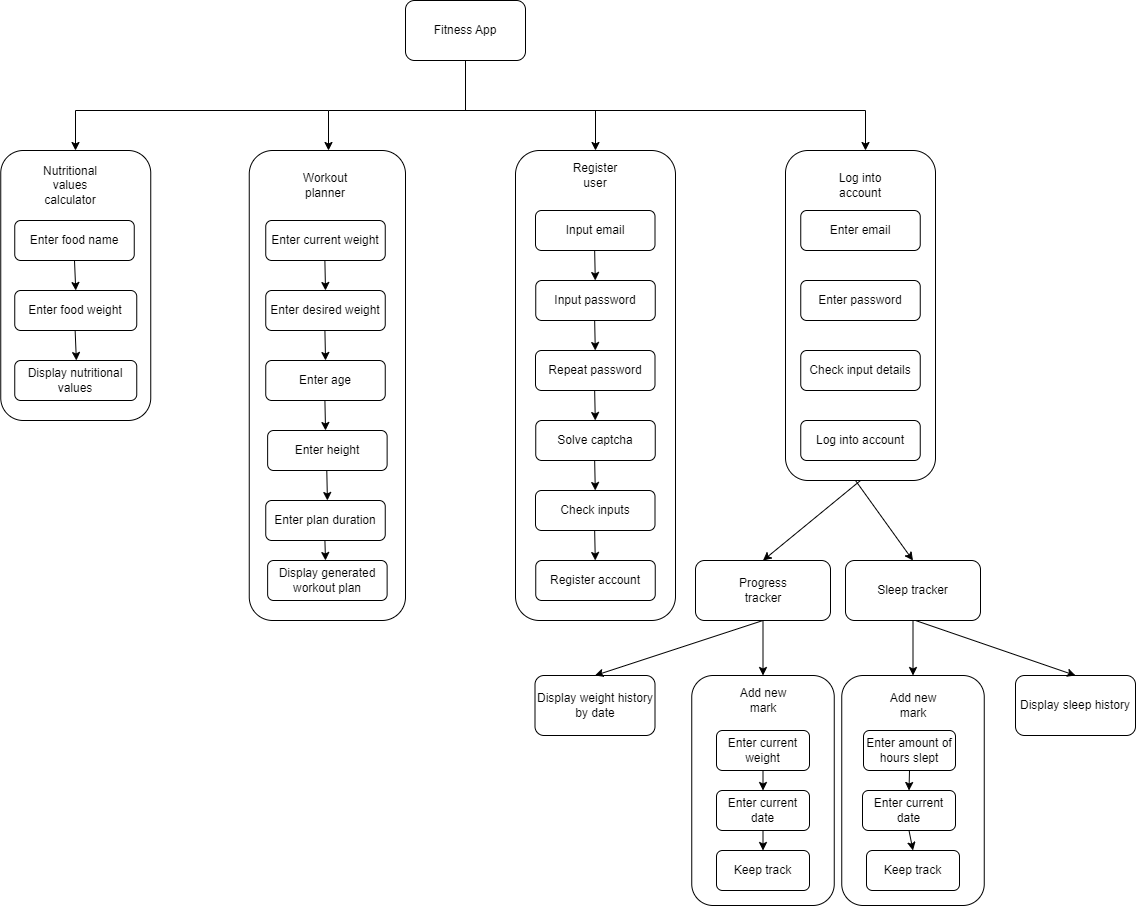 Fitness App
Nutritional
values
calculator
Enter food name
Enter food weight
Display nutritional
values
Workout
planner
Enter current weight
Enter desired weight
Enter age
Enter height
Enter plan duration
Display generated
workout plan
Register
user
Input email
Input password
Repeat password
Solve captcha
Check inputs
Register account
Log into
account
Enter email
Enter password
Check input details
Log into account
Progress
tracker
Sleep tracker
Display weight history
by date
Add new
mark
Enter current
weight
Enter current
date
Keep track
Add new
mark
Enter amount of
hours slept
Enter current
date
Keep track
Display sleep history